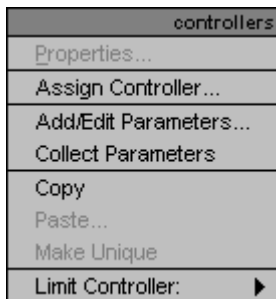 controllers
Properties...
Assign Controller...
Add/Edit Parameters...
Collect Parameters
Copy
Paste...
Make Unique
Limit Controller: